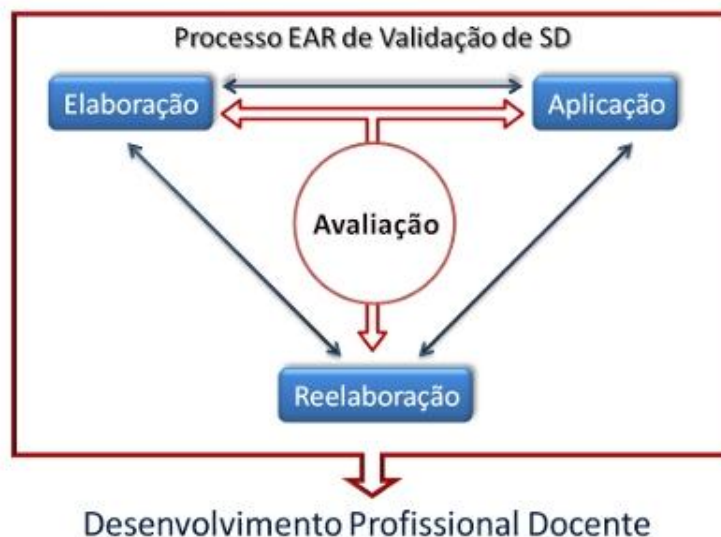 Processo EAR de Validação de SD
Elaboração
Aplicação
Avaliação
Reelaboração
Desenvolvimento Profissional Docente